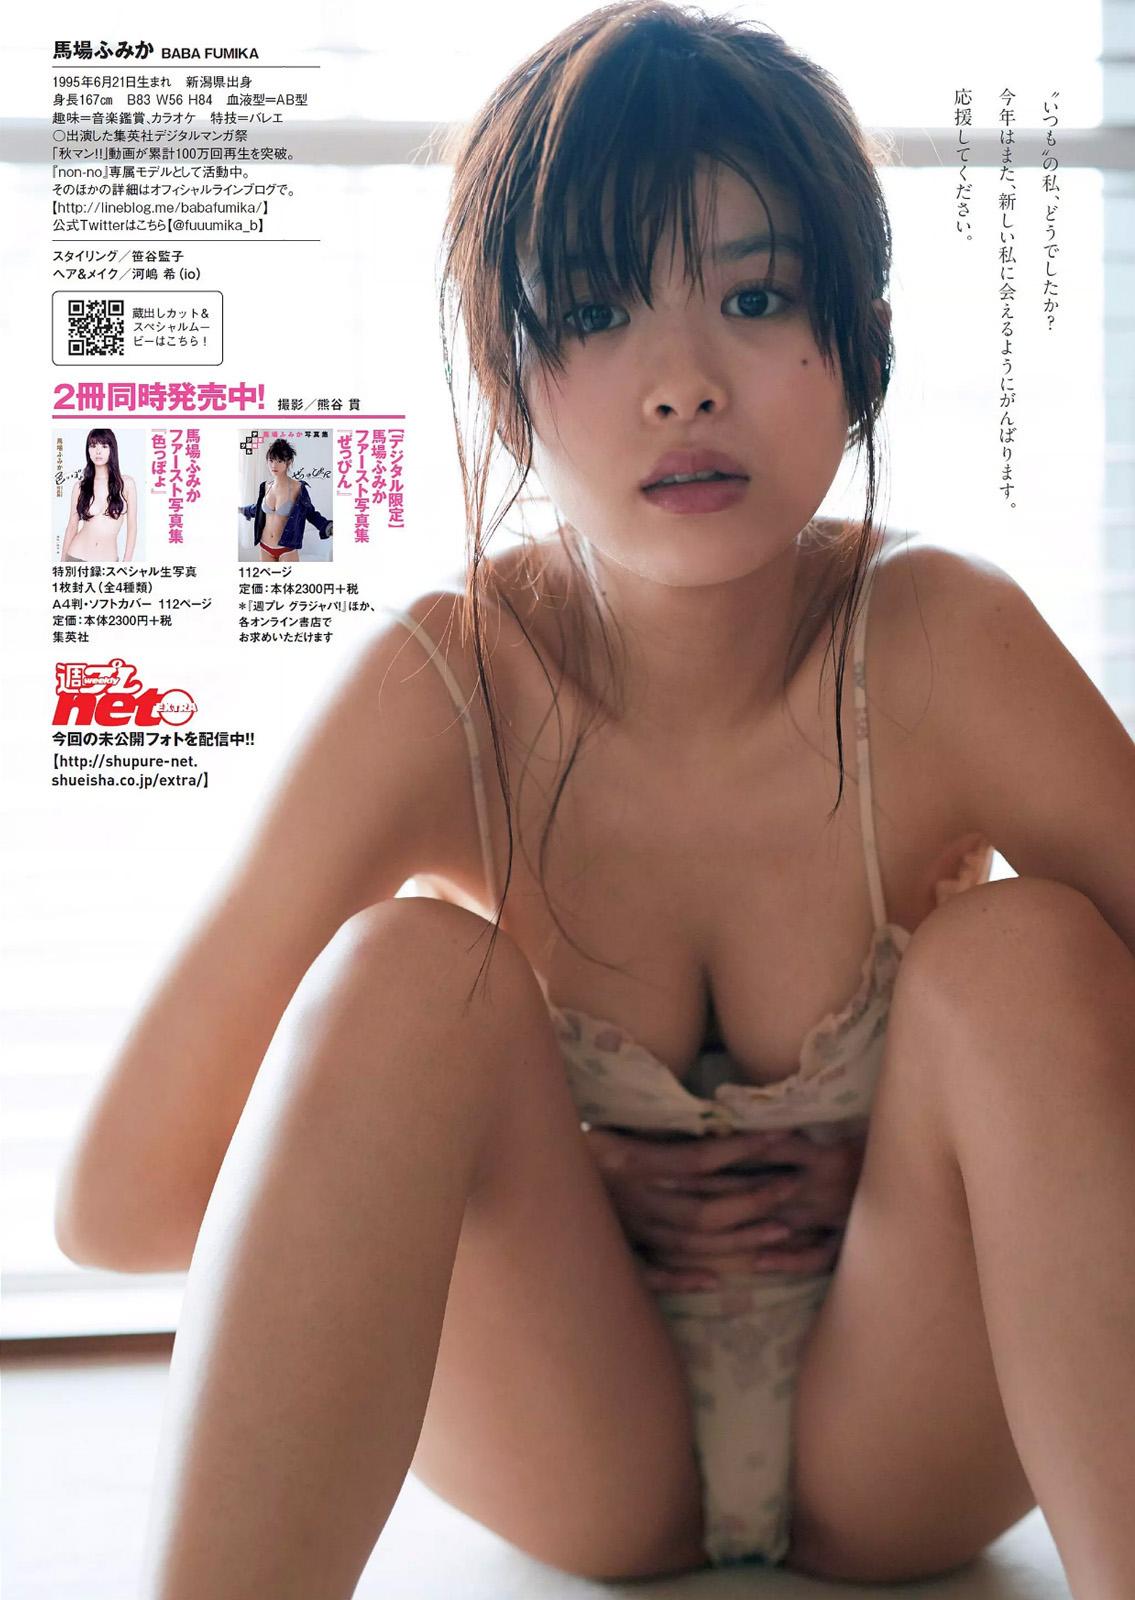 馬場ふみか BABA FUMIKA
1995年6月21日生まれ 新潟県出身
身長167㎝ B83 W56 H84 血液型＝AB型
趣味＝音楽鑑賞、カラオケ 特技＝バレエ
○出演した集英社デジタルマンガ祭
「秋マン!!」動画が累計100万回再生を突破。
『non-no』専属モデルとして活動中。
そのほかの詳細はオフィシャルラインブログで。
【http://lineblog.me/babafumika/】
公式Twitterはこちら【@fuuumika_b】
スタイリング／笹谷藍子
ヘア&メイク／河嶋 希（io）
蔵出しカット&
スペシャルムー
ビーはこちら！
2冊同時発売中! 撮影／熊谷 貫
馬場ふみか
ファースト写真集
『色っぽょ』
特別付録：スペシャル生写真
1枚封入（全4種類）
A4判・ソフトカバー 112ページ
定価：本体2300円＋税
集英社
【デジタル限定】
馬場ふみか
ファースト写真集
『ぜっぴん』
馬場ふみか写真集
112ページ
定価：本体2300円＋税
＊『週プレ グラジャパ!』ほか、
各オンライン書店で
お求めいただけます
週プレ
weekly
net EXTRA
今回の未公開フォトを配信中!!
【http://shupure-net.
shueisha.co.jp/extra/】
“いつも”の私、どうでしたか？
今年はまた、新しい私に会えるようにがんばります。
応援してください。